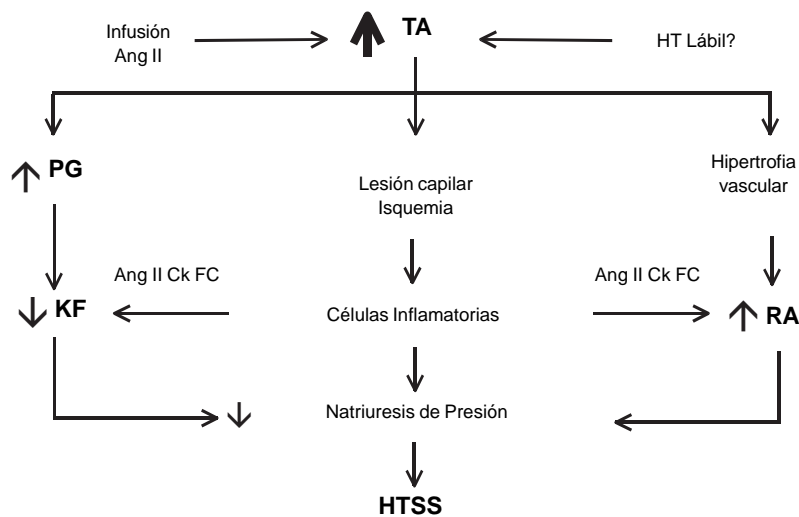 Infusión
Ang II
TA
HT Lábil?
PG
Lesión capilar
Isquemia
Hipertrofia
vascular
Ang II Ck FC
Ang II Ck FC
KF
Células Inflamatorias
RA
Natriuresis de Presión
HTSS